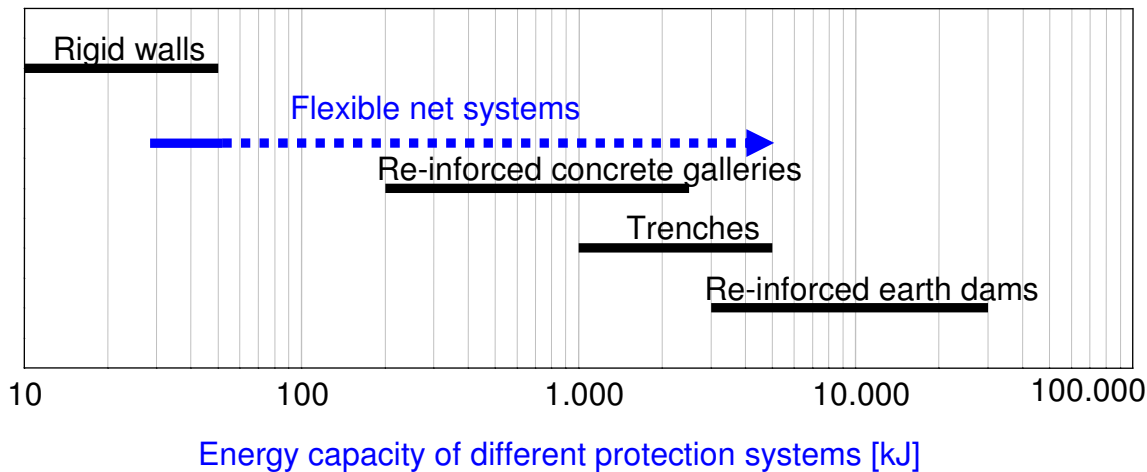 Rigid walls
Flexible net systems
Re-inforced concrete galleries
Trenches
Re-inforced earth dams
10 100 1.000 10.000 100.000
Energy capacity of different protection systems [kJ]